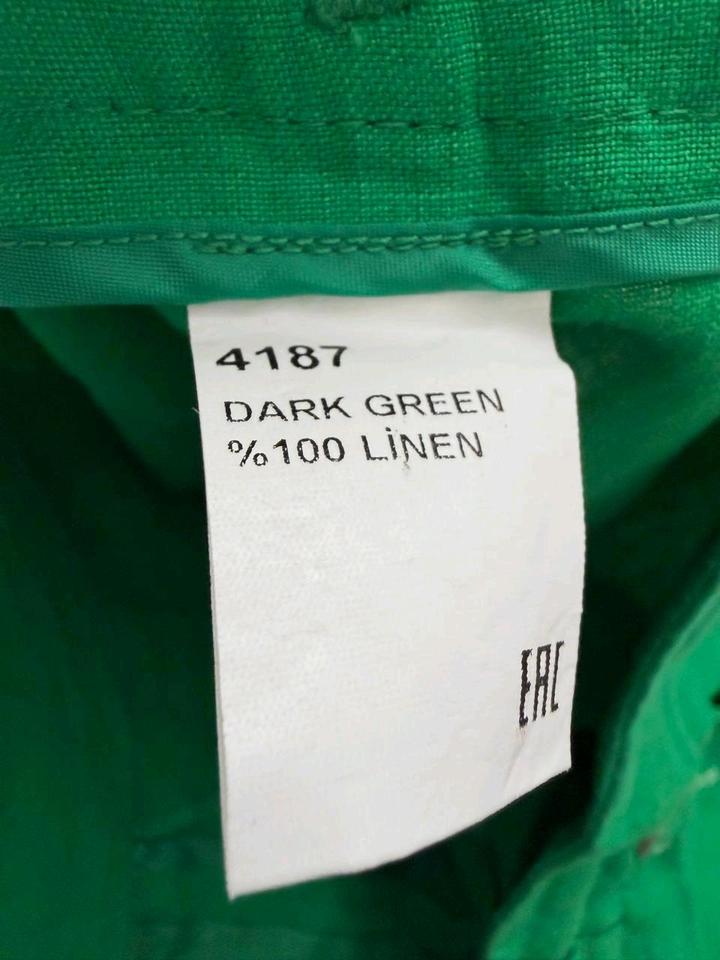 4187
DARK GREEN
%100 LİNEN
EAC